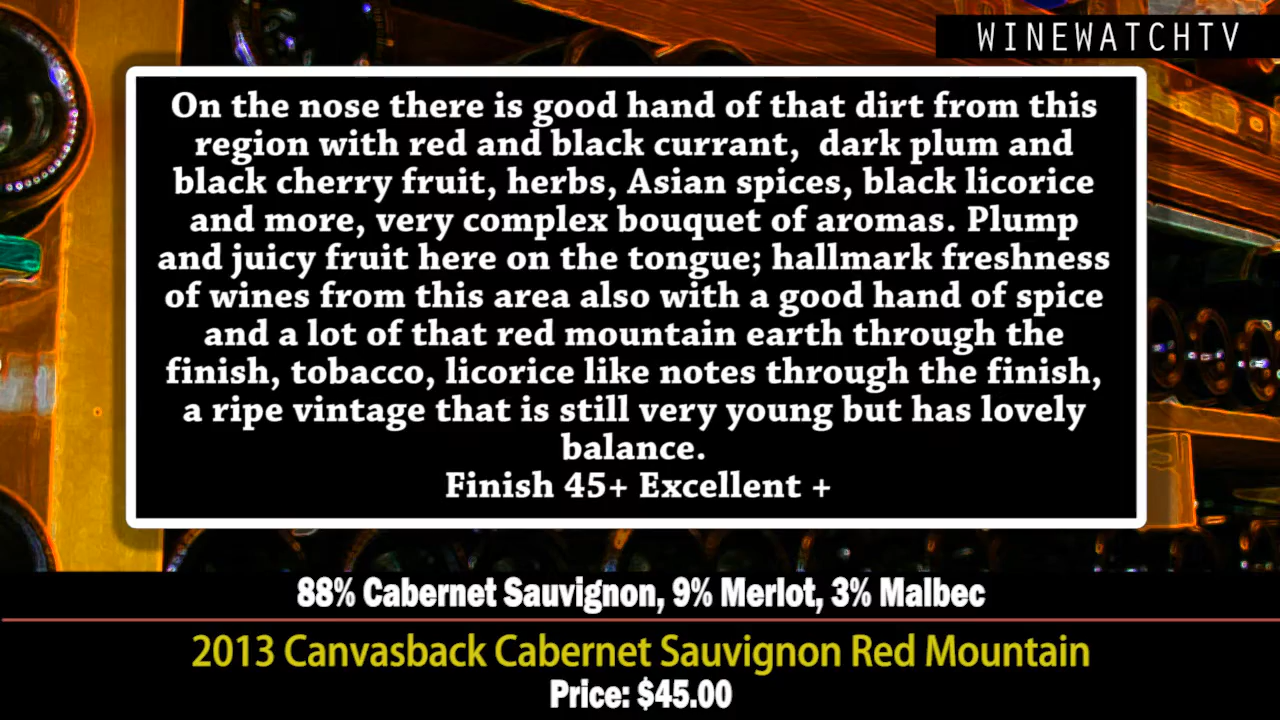 WINEWATCHTV
On the nose there is good hand of that dirt from this
region with red and black currant,  dark plum and
black cherry fruit, herbs, Asian spices, black licorice
and more, very complex bouquet of aromas. Plump
and juicy fruit here on the tongue; hallmark freshness
of wines from this area also with a good hand of spice
and a lot of that red mountain earth through the
finish, tobacco, licorice like notes through the finish,
a ripe vintage that is still very young but has lovely
balance.
Finish 45+ Excellent +
88% Cabernet Sauvignon, 9% Merlot, 3% Malbec
2013 Canvasback Cabernet Sauvignon Red Mountain
Price: $45.00